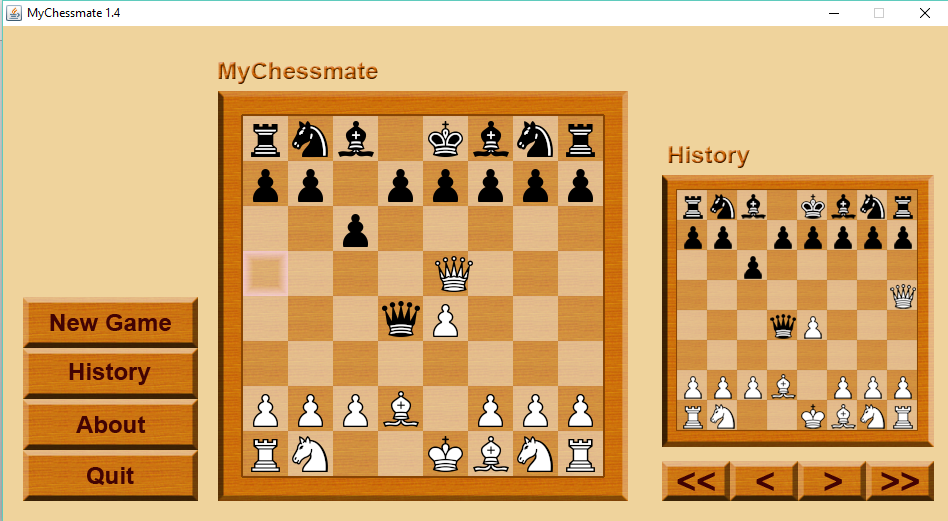 MyChessmate 1.4
MyChessmate
History
New Game
History
About
Quit
<< < > >>